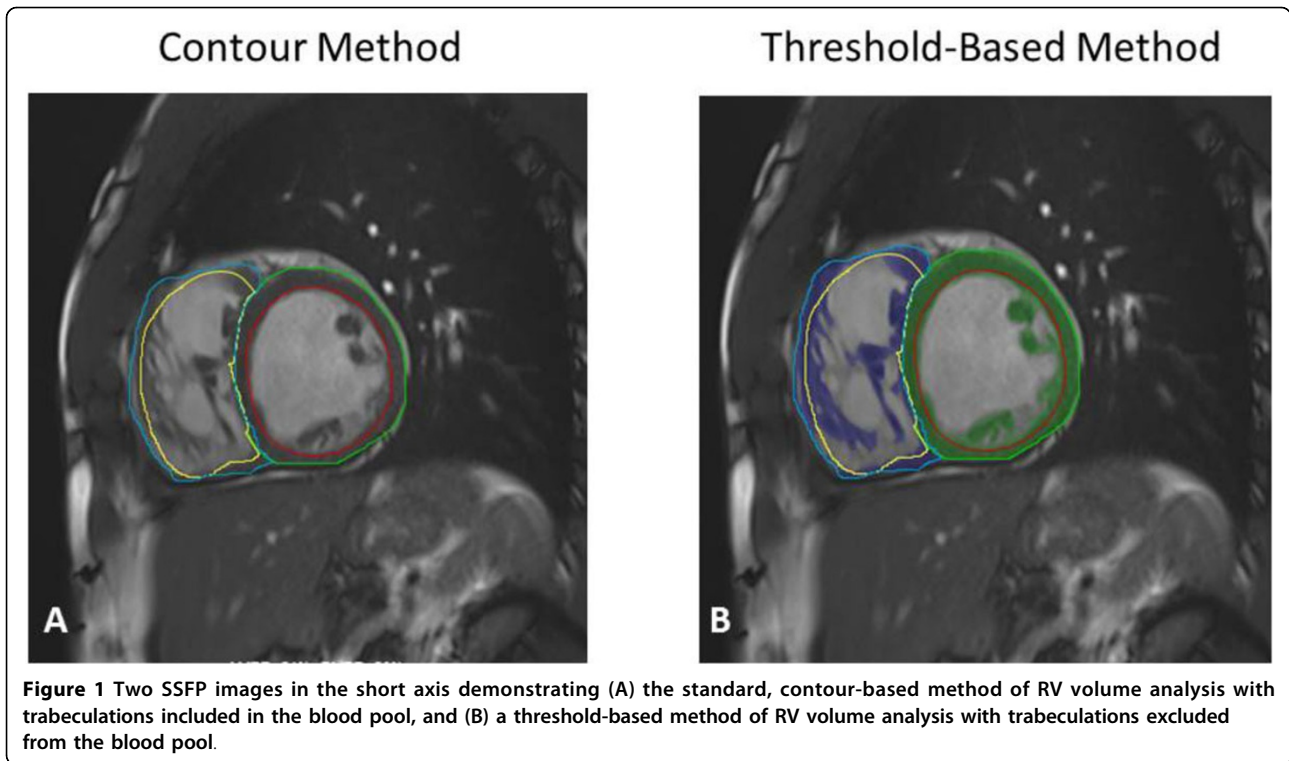 Contour Method
Threshold-Based Method
A
B
Figure 1 Two SSFP images in the short axis demonstrating (A) the standard, contour-based method of RV volume analysis with
trabeculations included in the blood pool, and (B) a threshold-based method of RV volume analysis with trabeculations excluded
from the blood pool.